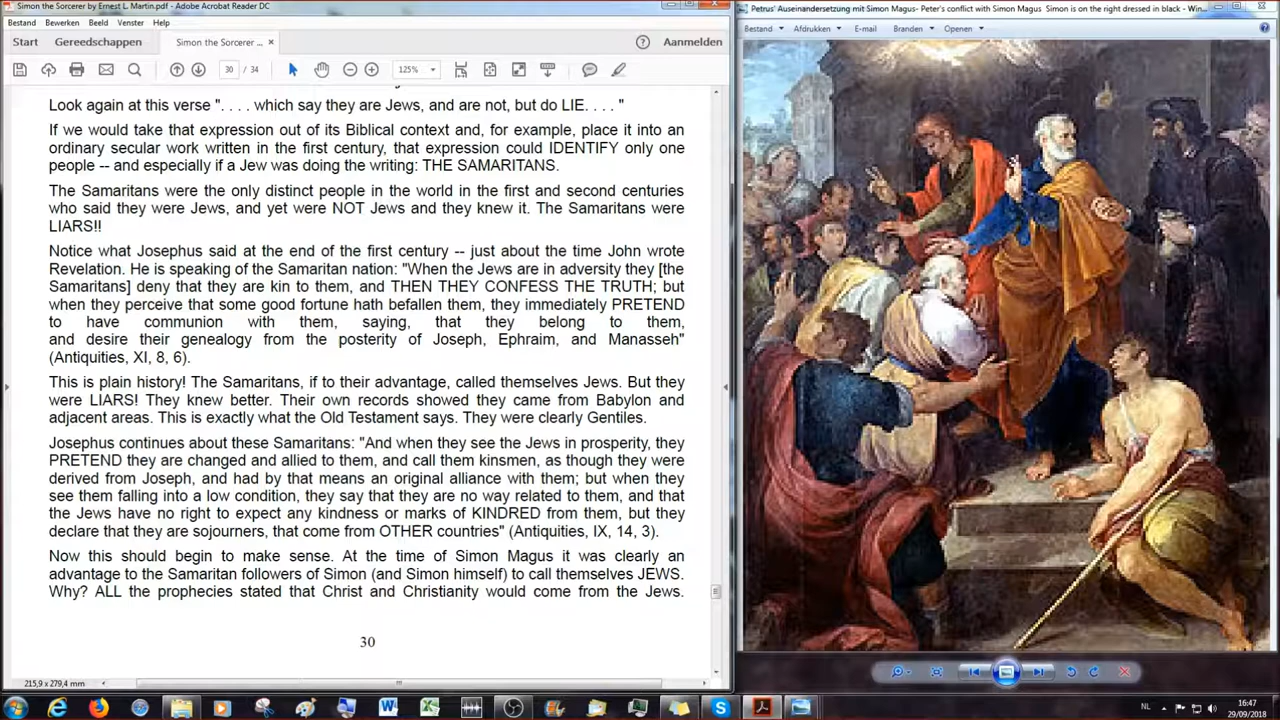 Simon the Sorcerer by Ernest L. Martin.pdf - Adobe Acrobat Reader DC
Bestand Bewerken Beeld Venster Help
Start Gereedschappen Simon the Sorcerer ... × Aanmelden
30 / 34 125%
Look again at this verse ". . . . which say they are Jews, and are not, but do LIE. . . . "
If we would take that expression out of its Biblical context and, for example, place it into an
ordinary secular work written in the first century, that expression could IDENTIFY only one
people -- and especially if a Jew was doing the writing: THE SAMARITANS.
The Samaritans were the only distinct people in the world in the first and second centuries
who said they were Jews, and yet were NOT Jews and they knew it. The Samaritans were
LIARS!!
Notice what Josephus said at the end of the first century -- just about the time John wrote
Revelation. He is speaking of the Samaritan nation: "When the Jews are in adversity they [the
Samaritans] deny that they are kin to them, and THEN THEY CONFESS THE TRUTH; but
when they perceive that some good fortune hath befallen them, they immediately PRETEND
to have communion with them, saying, that they belong to them,
and desire their genealogy from the posterity of Joseph, Ephraim, and Manasseh"
(Antiquities, XI, 8, 6).
This is plain history! The Samaritans, if to their advantage, called themselves Jews. But they
were LIARS! They knew better. Their own records showed they came from Babylon and
adjacent areas. This is exactly what the Old Testament says. They were clearly Gentiles.
Josephus continues about these Samaritans: "And when they see the Jews in prosperity, they
PRETEND they are changed and allied to them, and call them kinsmen, as though they were
derived from Joseph, and had by that means an original alliance with them; but when they
see them falling into a low condition, they say that they are no way related to them, and that
the Jews have no right to expect any kindness or marks of KINDRED from them, but they
declare that they are sojourners, that come from OTHER countries" (Antiquities, IX, 14, 3).
Now this should begin to make sense. At the time of Simon Magus it was clearly an
advantage to the Samaritan followers of Simon (and Simon himself) to call themselves JEWS.
Why? ALL the prophecies stated that Christ and Christianity would come from the Jews.
30
215,9 x 279,4 mm
Petrus' Auseinandersetzung mit Simon Magus- Peter's conflict with Simon Magus Simon is on the right dressed in black - Win...
Bestand Afdrukken E-mail Branden Openen
NL 16:47
29/09/2018